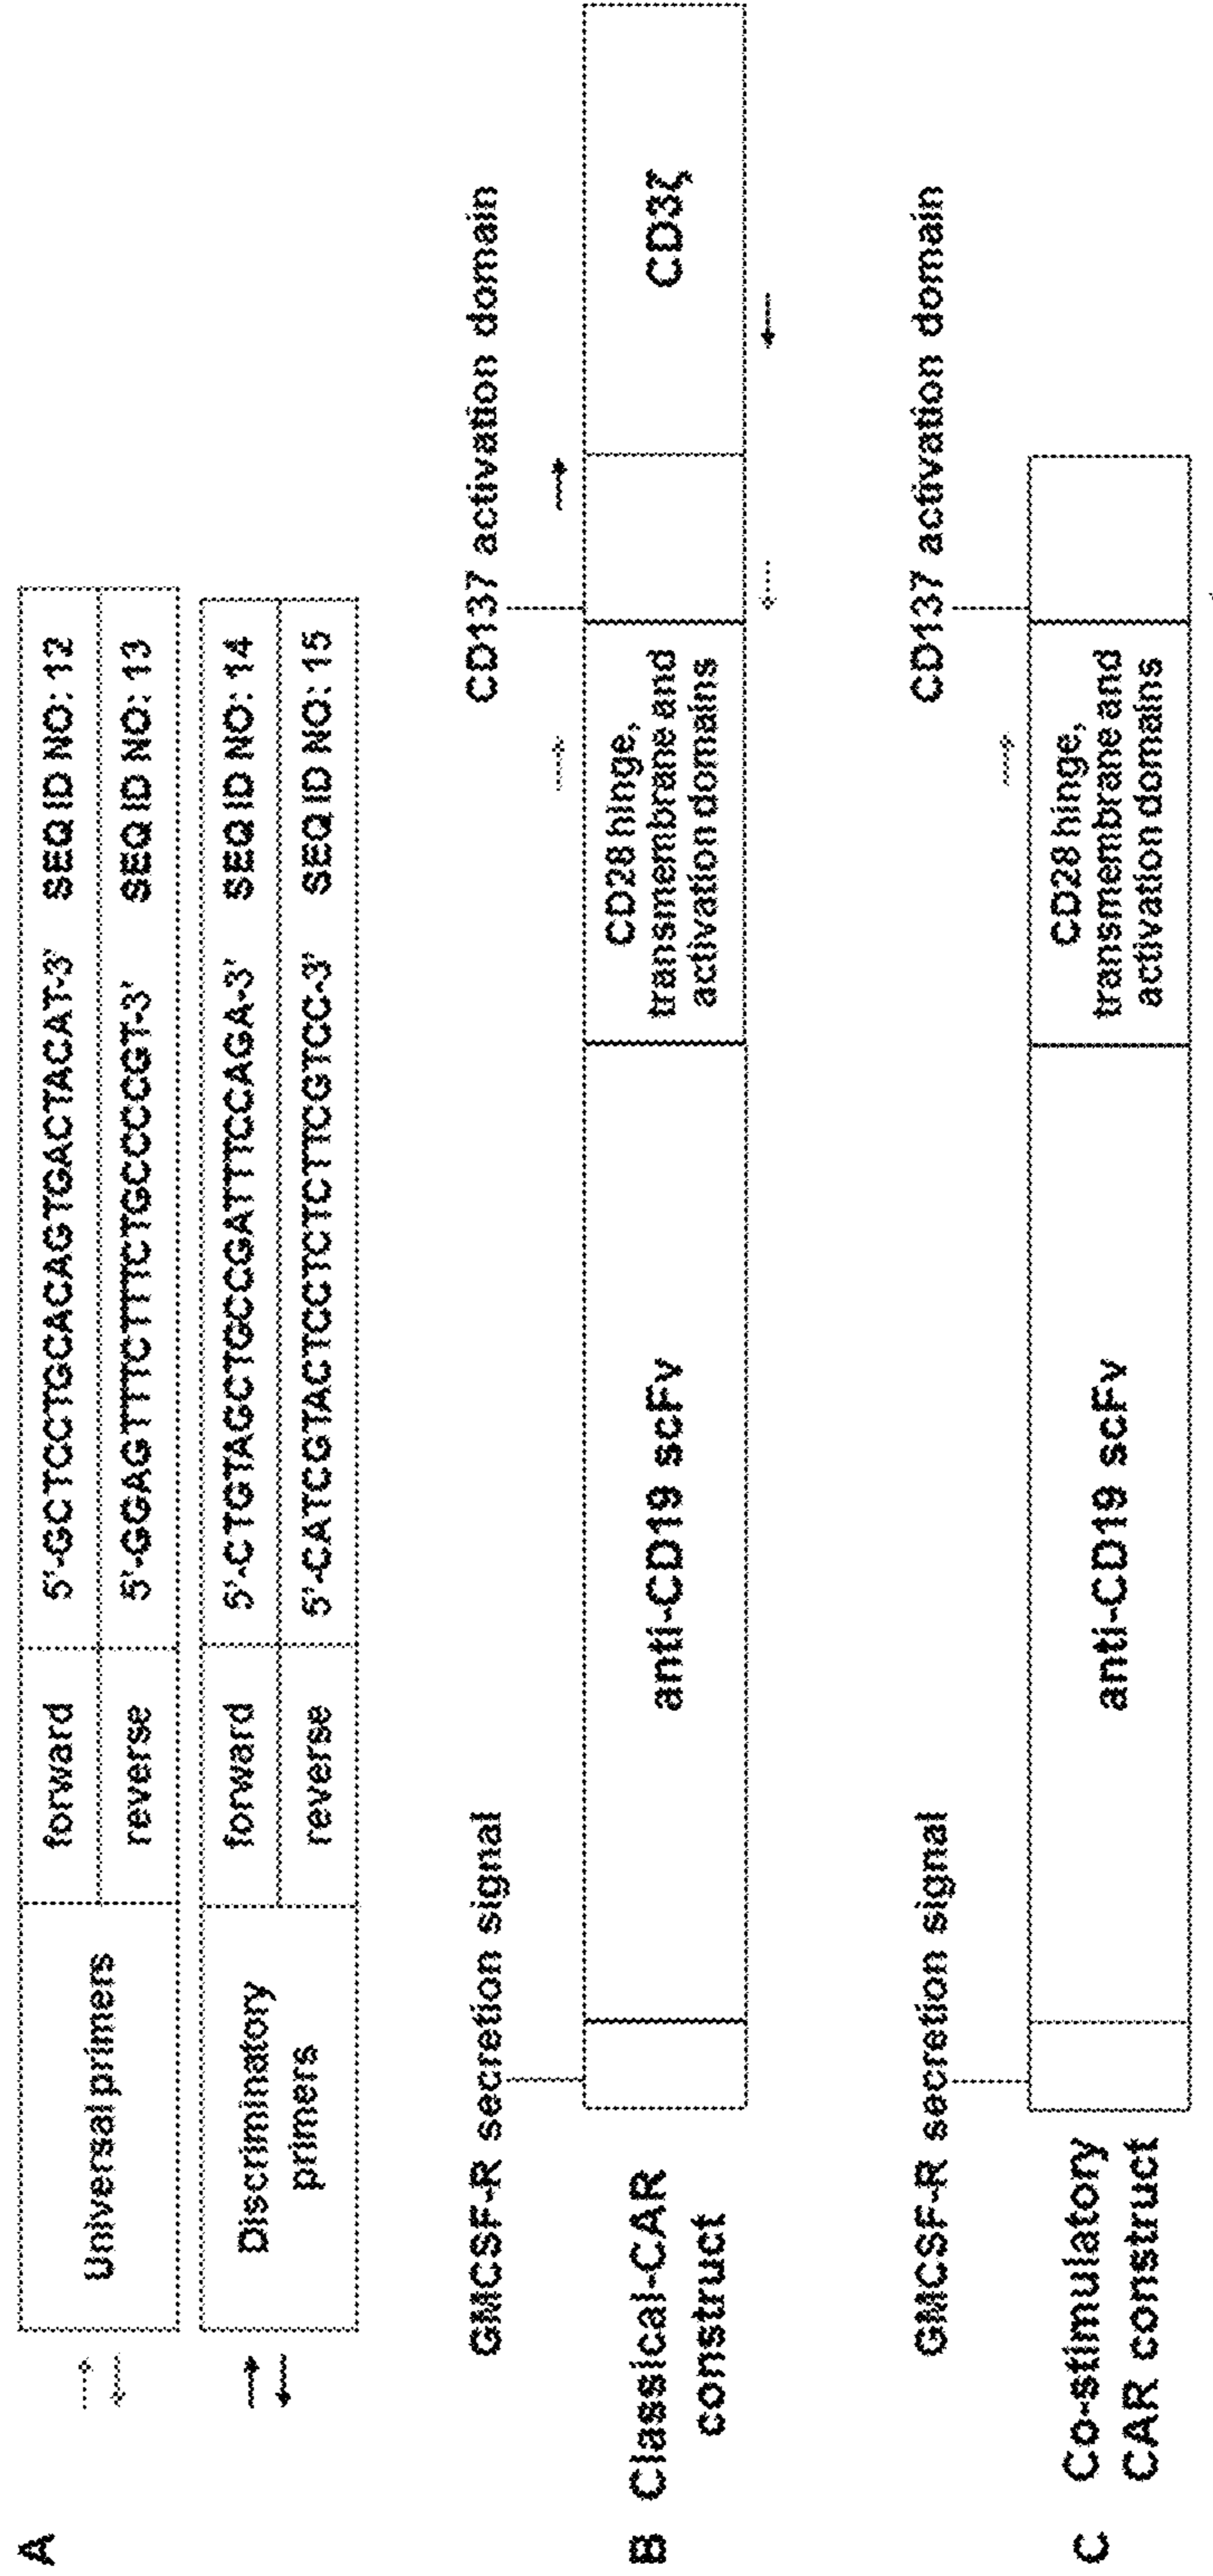 A
Universal primers
forward
5'-GCTCCTGCACAGTGACTACAT-3' SEQ ID NO: 12
reverse
5'-GGAGTTTCTTTCTGCCCCGT-3' SEQ ID NO: 13
Discriminatory
primers
forward
5'-CTGTAGCTGCCGATTTCCAGA-3' SEQ ID NO: 14
reverse
5'-CATCGTACTCCTCTCTTCGTCC-3' SEQ ID NO: 15
GMCSF-R secretion signal
CD137 activation domain
B Classical-CAR
construct
anti-CD19 scFv
CD28 hinge,
transmembrane and
activation domains
CD3ζ
GMCSF-R secretion signal
CD137 activation domain
C Co-stimulatory
CAR construct
anti-CD19 scFv
CD28 hinge,
transmembrane and
activation domains